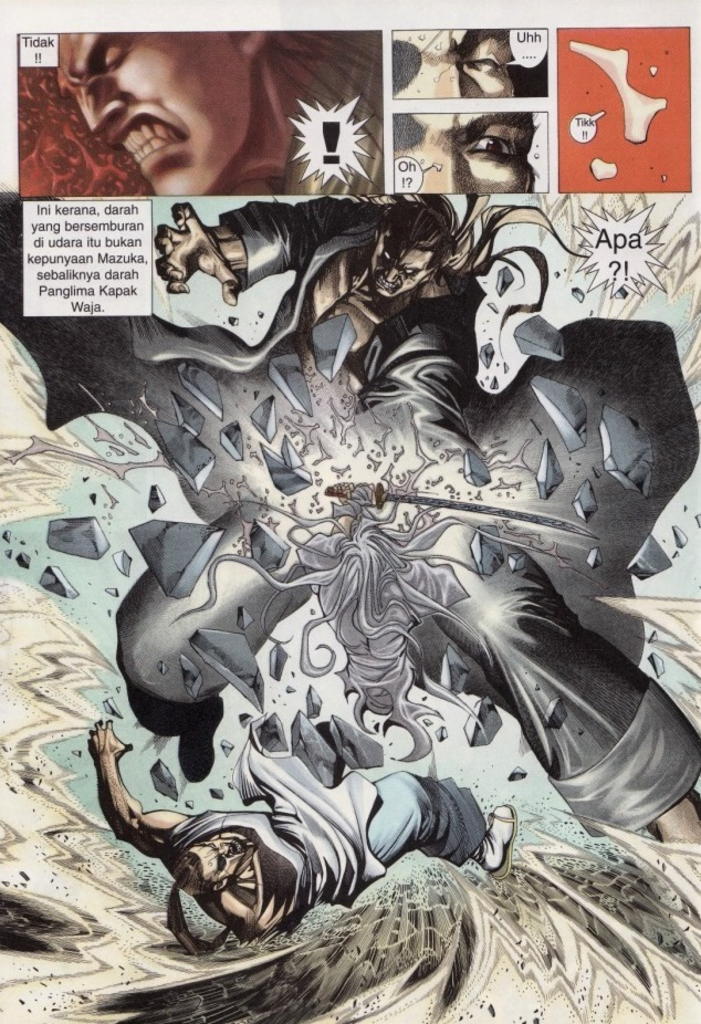 Tidak
!!
!
Uhh
....
Oh
!?
Tikk
!!
Ini kerana, darah
yang bersemburan
di udara itu bukan
kepunyaan Mazuka,
sebaliknya darah
Panglima Kapak
Waja.
Apa
?!